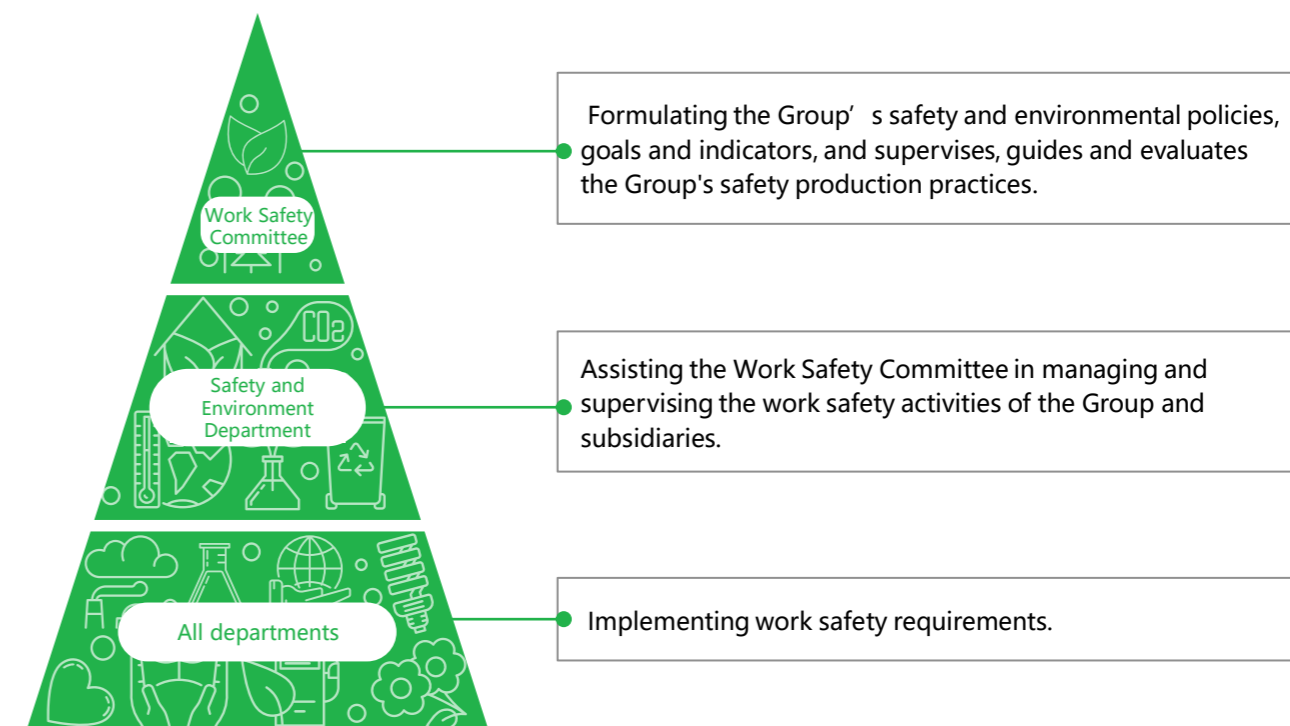 Work Safety
Committee
Formulating the Group’s safety and environmental policies,
goals and indicators, and supervises, guides and evaluates
the Group's safety production practices.
CO2
Safety and
Environment
Department
Assisting the Work Safety Committee in managing and
supervising the work safety activities of the Group and
subsidiaries.
All departments
Implementing work safety requirements.